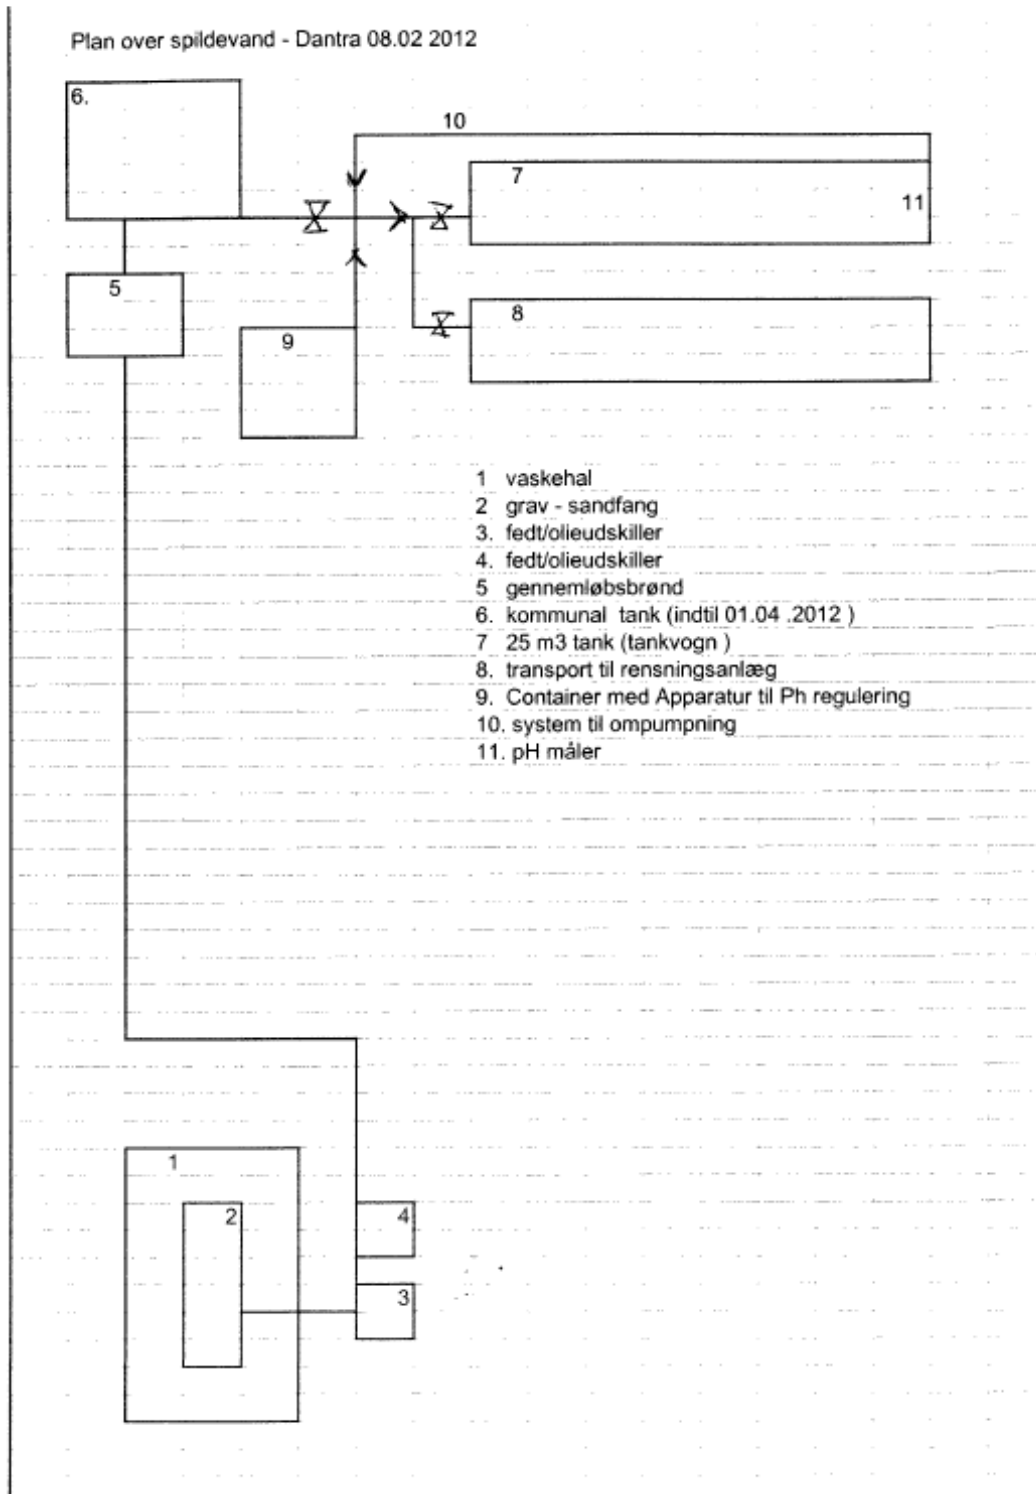 Plan over spildevand - Dantra 08.02 2012
6.
10
7
11
5
8
9
1 vaskehal
2 grav - sandfang
3. fedt/olieudskiller
4. fedt/olieudskiller
5 gennemløbsbrønd
6. kommunal tank (indtil 01.04 .2012 )
7 25 m3 tank (tankvogn )
8. transport til rensningsanlæg
9. Container med Apparatur til Ph regulering
10. system til ompumpning
11. pH måler
1
2
4
3